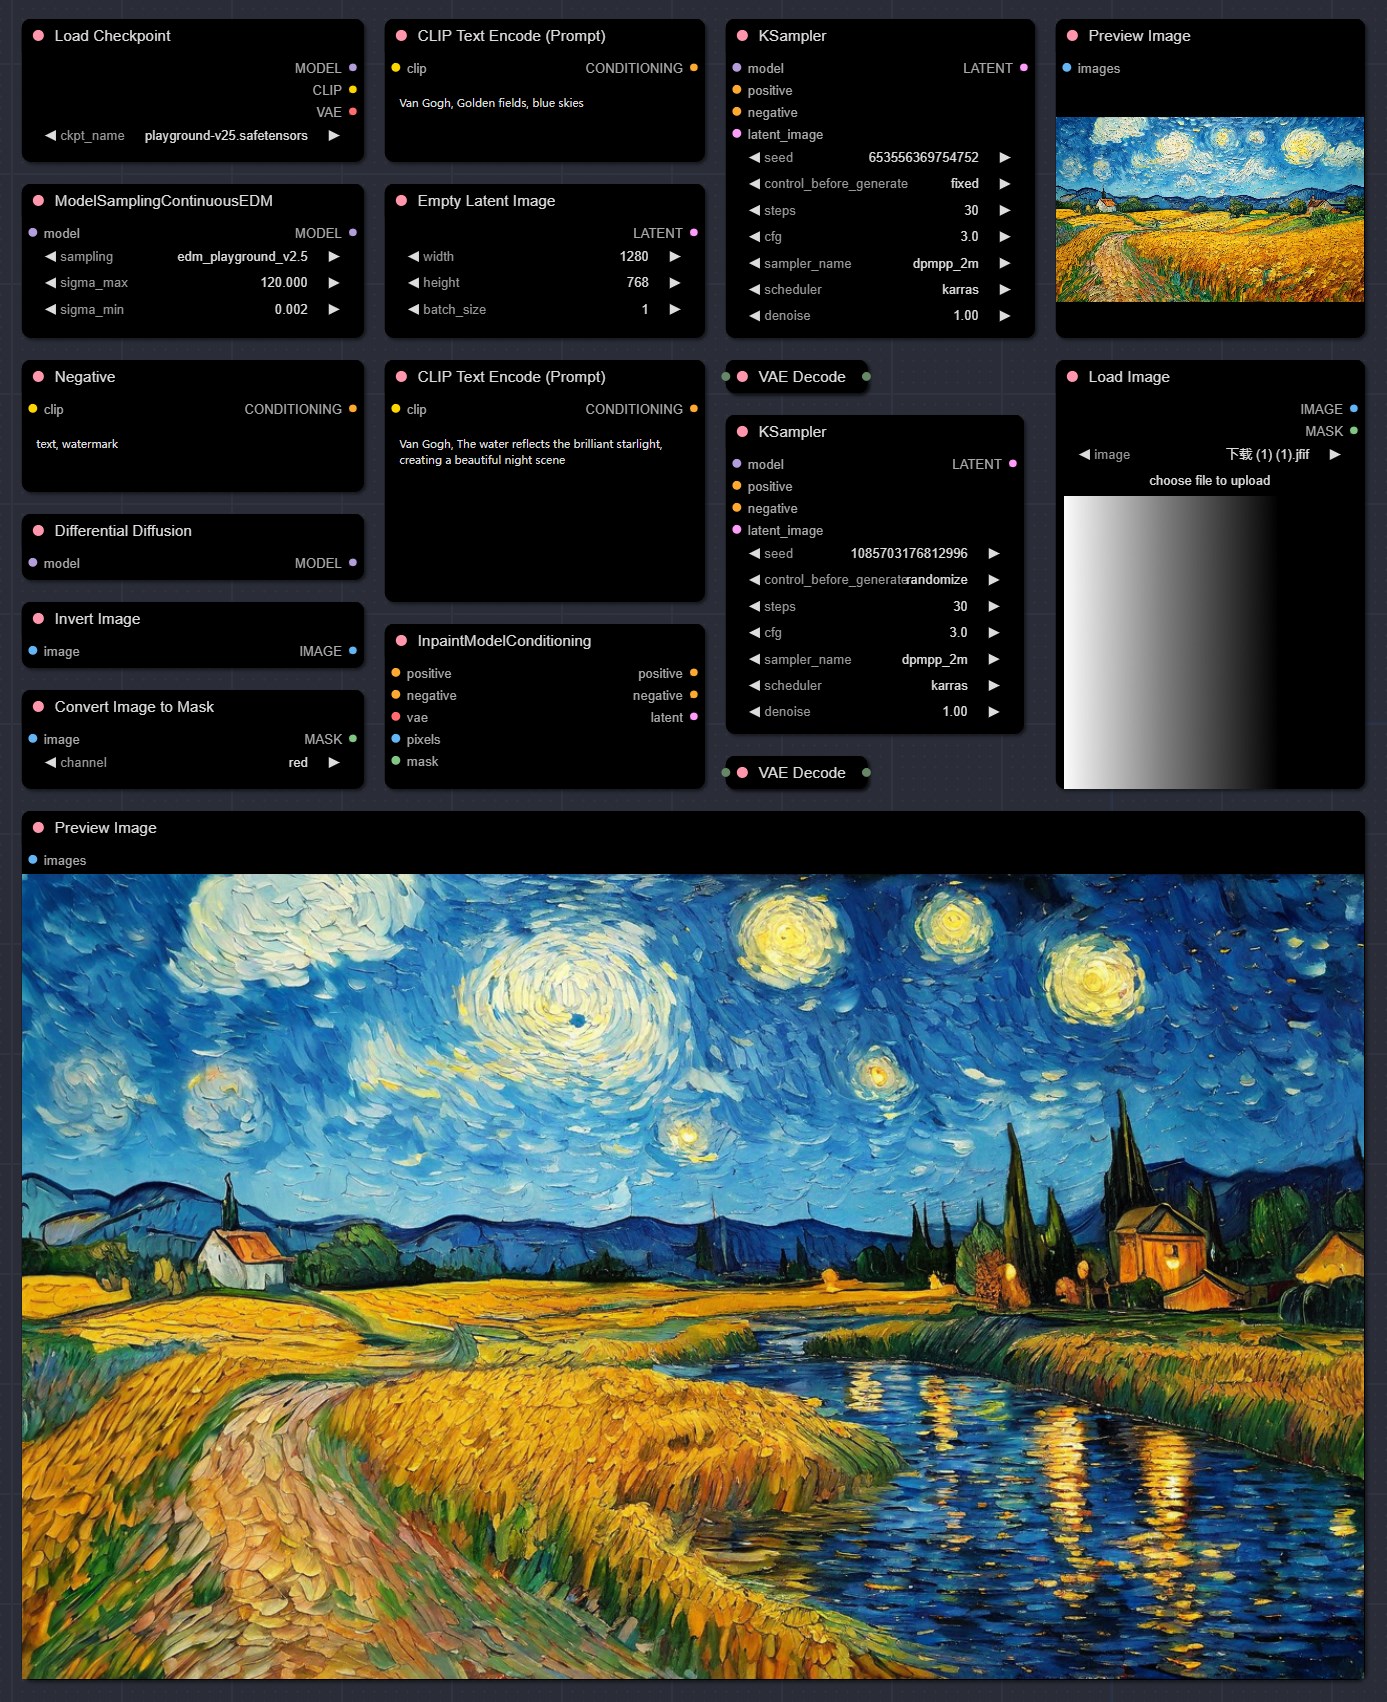 Load Checkpoint
MODEL
CLIP
VAE
ckpt_name playground-v25.safetensors
CLIP Text Encode (Prompt)
clip CONDITIONING
Van Gogh, Golden fields, blue skies
KSampler
model LATENT
positive
negative
latent_image
seed 653556369754752
control_before_generate fixed
steps 30
cfg 3.0
sampler_name dpmpp_2m
scheduler karras
denoise 1.00
Preview Image
images
ModelSamplingContinuousEDM
model MODEL
sampling edm_playground_v2.5
sigma_max 120.000
sigma_min 0.002
Empty Latent Image
LATENT
width 1280
height 768
batch_size 1
Negative
clip CONDITIONING
text, watermark
CLIP Text Encode (Prompt)
clip CONDITIONING
Van Gogh, The water reflects the brilliant starlight,
creating a beautiful night scene
VAE Decode
KSampler
model LATENT
positive
negative
latent_image
seed 1085703176812996
control_before_generate randomize
steps 30
cfg 3.0
sampler_name dpmpp_2m
scheduler karras
denoise 1.00
VAE Decode
Load Image
IMAGE
MASK
image 下载 (1) (1).jfif
choose file to upload
Differential Diffusion
model MODEL
Invert Image
image IMAGE
Convert Image to Mask
image MASK
channel red
InpaintModelConditioning
positive positive
negative negative
vae latent
pixels
mask
Preview Image
images